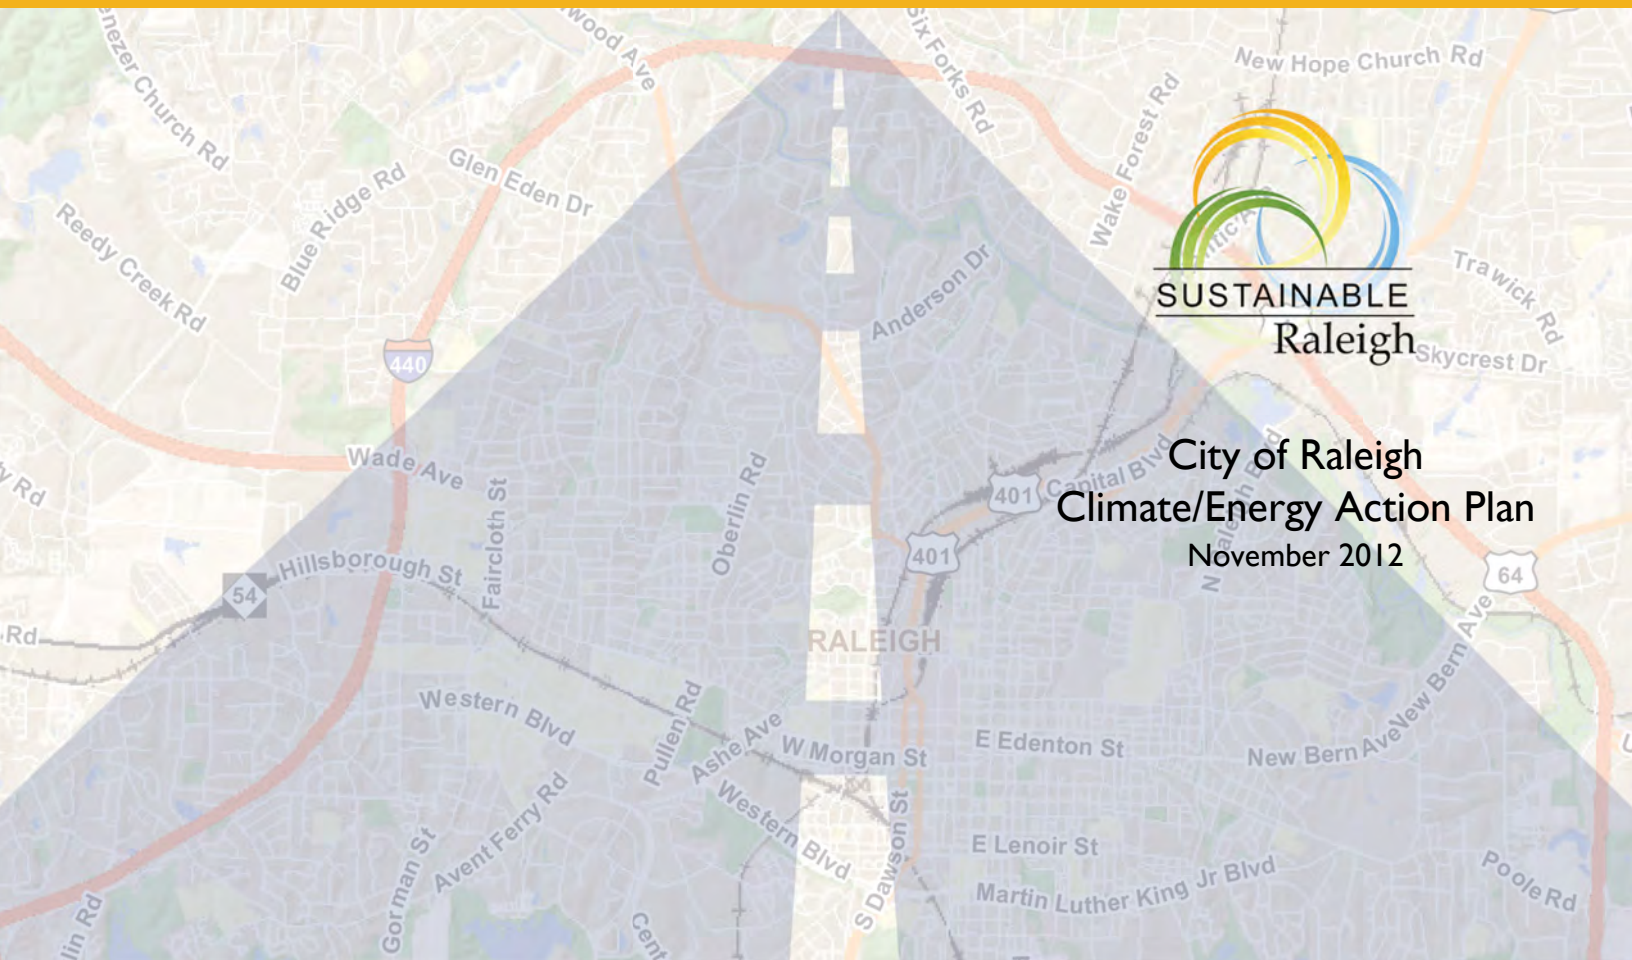 Six Forks Rd
New Hope Church Rd
Wake Forest Rd
Glen Eden Dr
Blue Ridge Rd
Reedy Creek Rd
Anderson Dr
Trawick Rd
SUSTAINABLE
Raleigh
Skycrest Dr
440
Wade Ave
Faircloth St
Oberlin Rd
401
Capital Blvd
City of Raleigh
Climate/Energy Action Plan
November 2012
401
64
Hillsborough St
54
Rd
RALEIGH
Western Blvd
Pullen Rd
Ashe Ave
W Morgan St
E Edenton St
New Bern Ave
New Bern Ave
Gorman St
Avent Ferry Rd
Western Blvd
S Dawson St
E Lenoir St
Martin Luther King Jr Blvd
Poole Rd